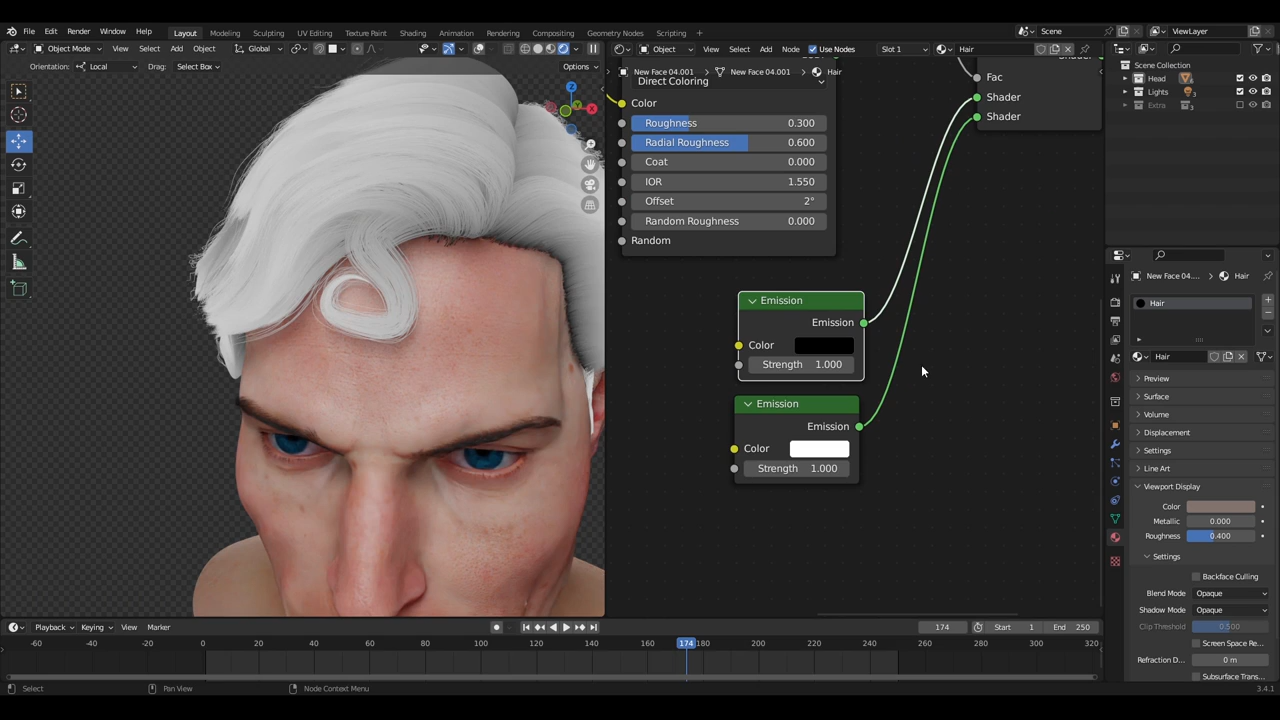 File Edit Render Window Help Layout Modeling Sculpting UV Editing Texture Paint Shading Animation Rendering Compositing Geometry Nodes Scripting Scene ViewLayer
Object Mode View Select Add Object Global
Object View Select Add Node Use Nodes Slot 1 Hair
Orientation: Local Drag: Select Box Options
New Face 04.001 New Face 04.001 Hair
Direct Coloring
Color
Roughness 0.300
Radial Roughness 0.600
Coat 0.000
IOR 1.550
Offset 2°
Random Roughness 0.000
Random
Fac
Shader
Shader
Emission
Emission
Color
Strength 1.000
Emission
Emission
Color
Strength 1.000
Scene Collection
Head
Lights
Extra
New Face 04.... Hair
Hair
Hair
Preview
Surface
Volume
Displacement
Settings
Line Art
Viewport Display
Color
Metallic 0.000
Roughness 0.400
Settings
Backface Culling
Blend Mode Opaque
Shadow Mode Opaque
Clip Threshold 0.500
Screen Space Re...
Refraction D... 0 m
Subsurface Trans...
Playback Keying View Marker 174 Start 1 End 250
-60 -40 -20 0 20 40 60 80 100 120 140 160 174 180 200 220 240 260 280 300 320
Select Pan View Node Context Menu 3.4.1